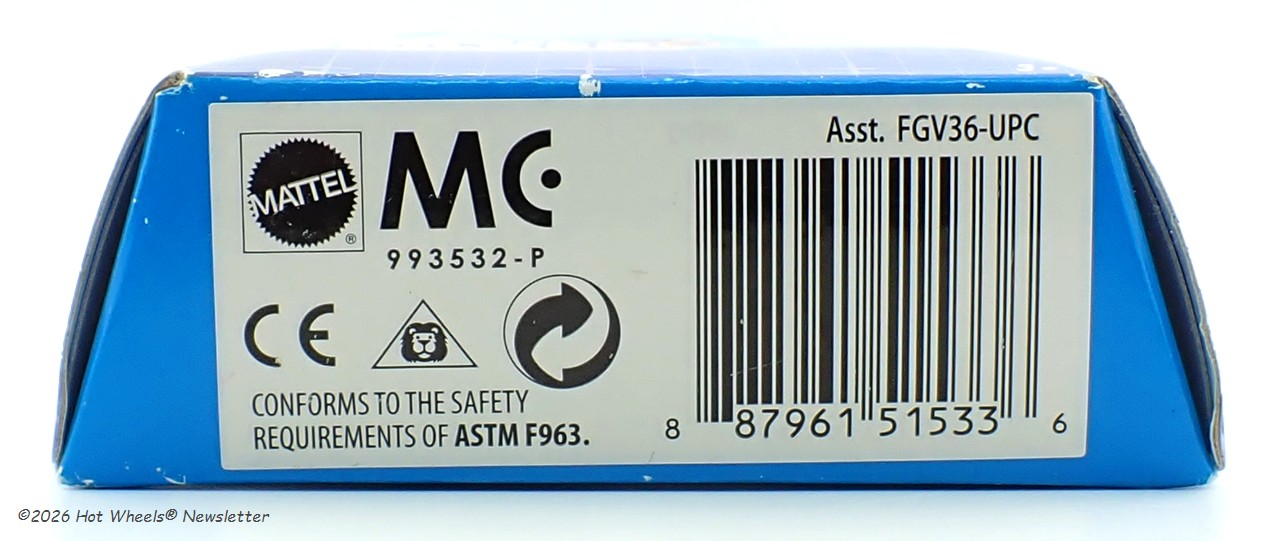 MATTEL
®
MC
993532-P
Asst. FGV36-UPC
CE
CONFORMS TO THE SAFETY
REQUIREMENTS OF ASTM F963.
8 87961 51533 6
©2026 Hot Wheels® Newsletter